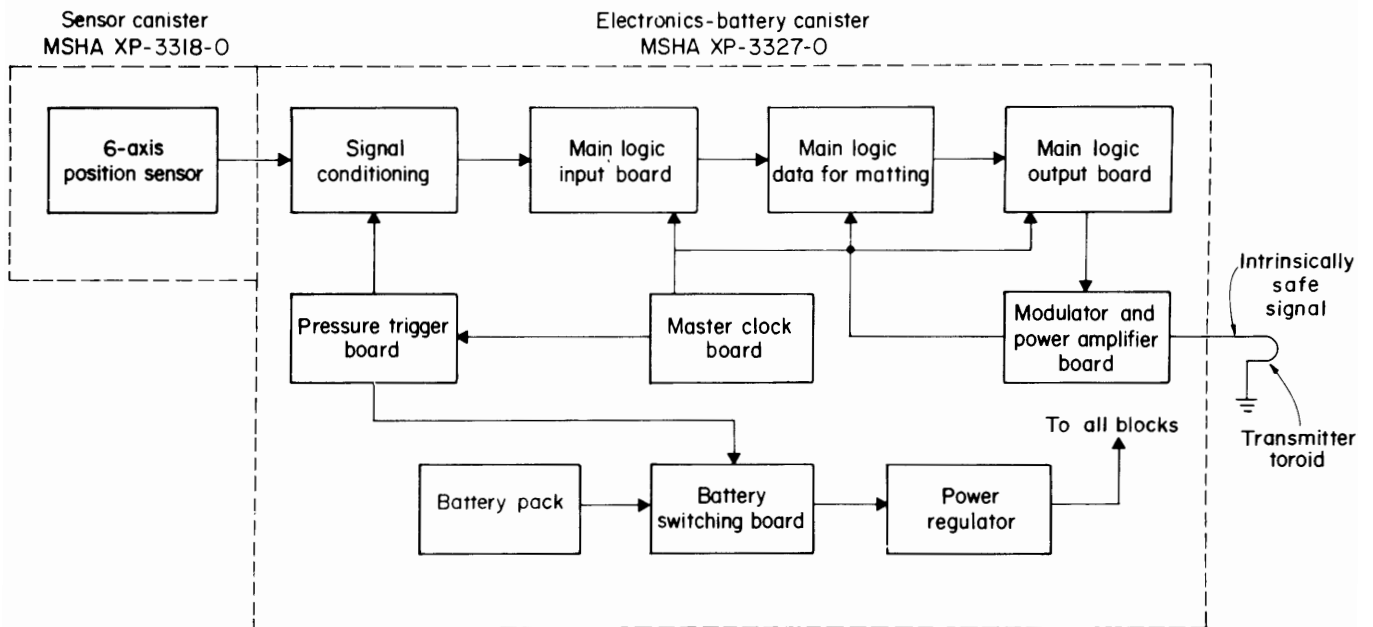 Sensor canister
MSHA XP-3318-0
Electronics-battery canister
MSHA XP-3327-0
6-axis
position sensor
Signal
conditioning
Main logic
input board
Main logic
data for matting
Main logic
output board
Pressure trigger
board
Master clock
board
Modulator and
power amplifier
board
Intrinsically
safe
signal
Transmitter
toroid
To all blocks
Battery pack
Battery
switching board
Power
regulator